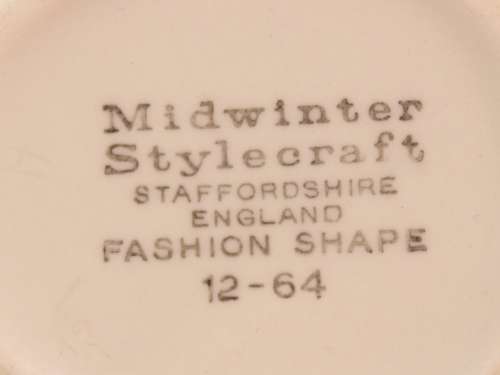 Midwinter
Stylecraft
STAFFORDSHIRE
ENGLAND
FASHION SHAPE
12-64